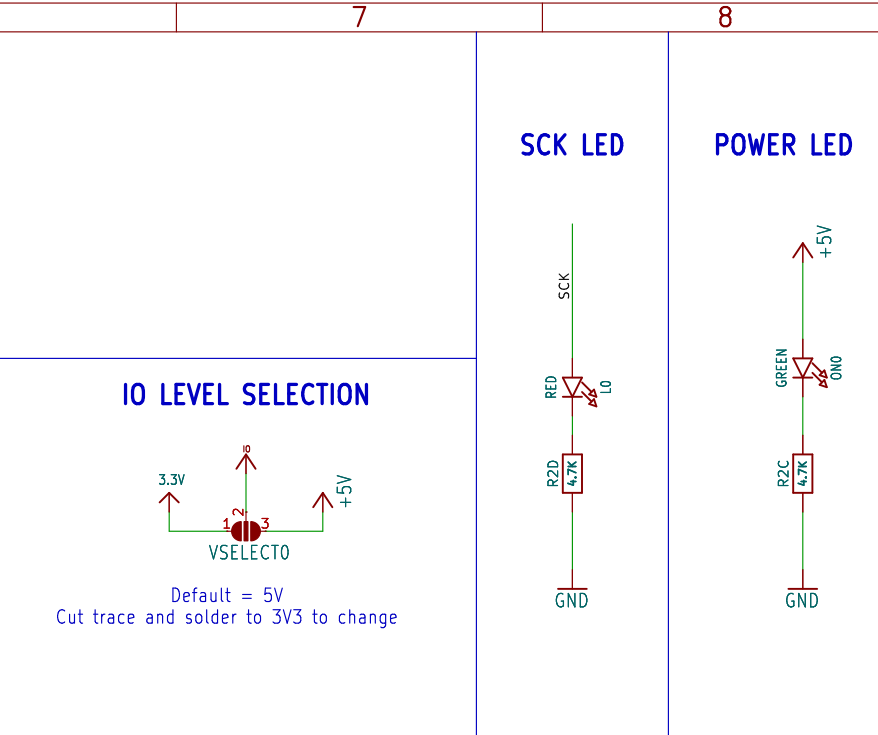 7
8
SCK LED
POWER LED
+5V
SCK
RED
L0
GREEN
ON0
IO LEVEL SELECTION
IO
3.3V
+5V
1
2
3
VSELECT0
R2D
4.7K
R2C
4.7K
Default = 5V
Cut trace and solder to 3V3 to change
GND
GND